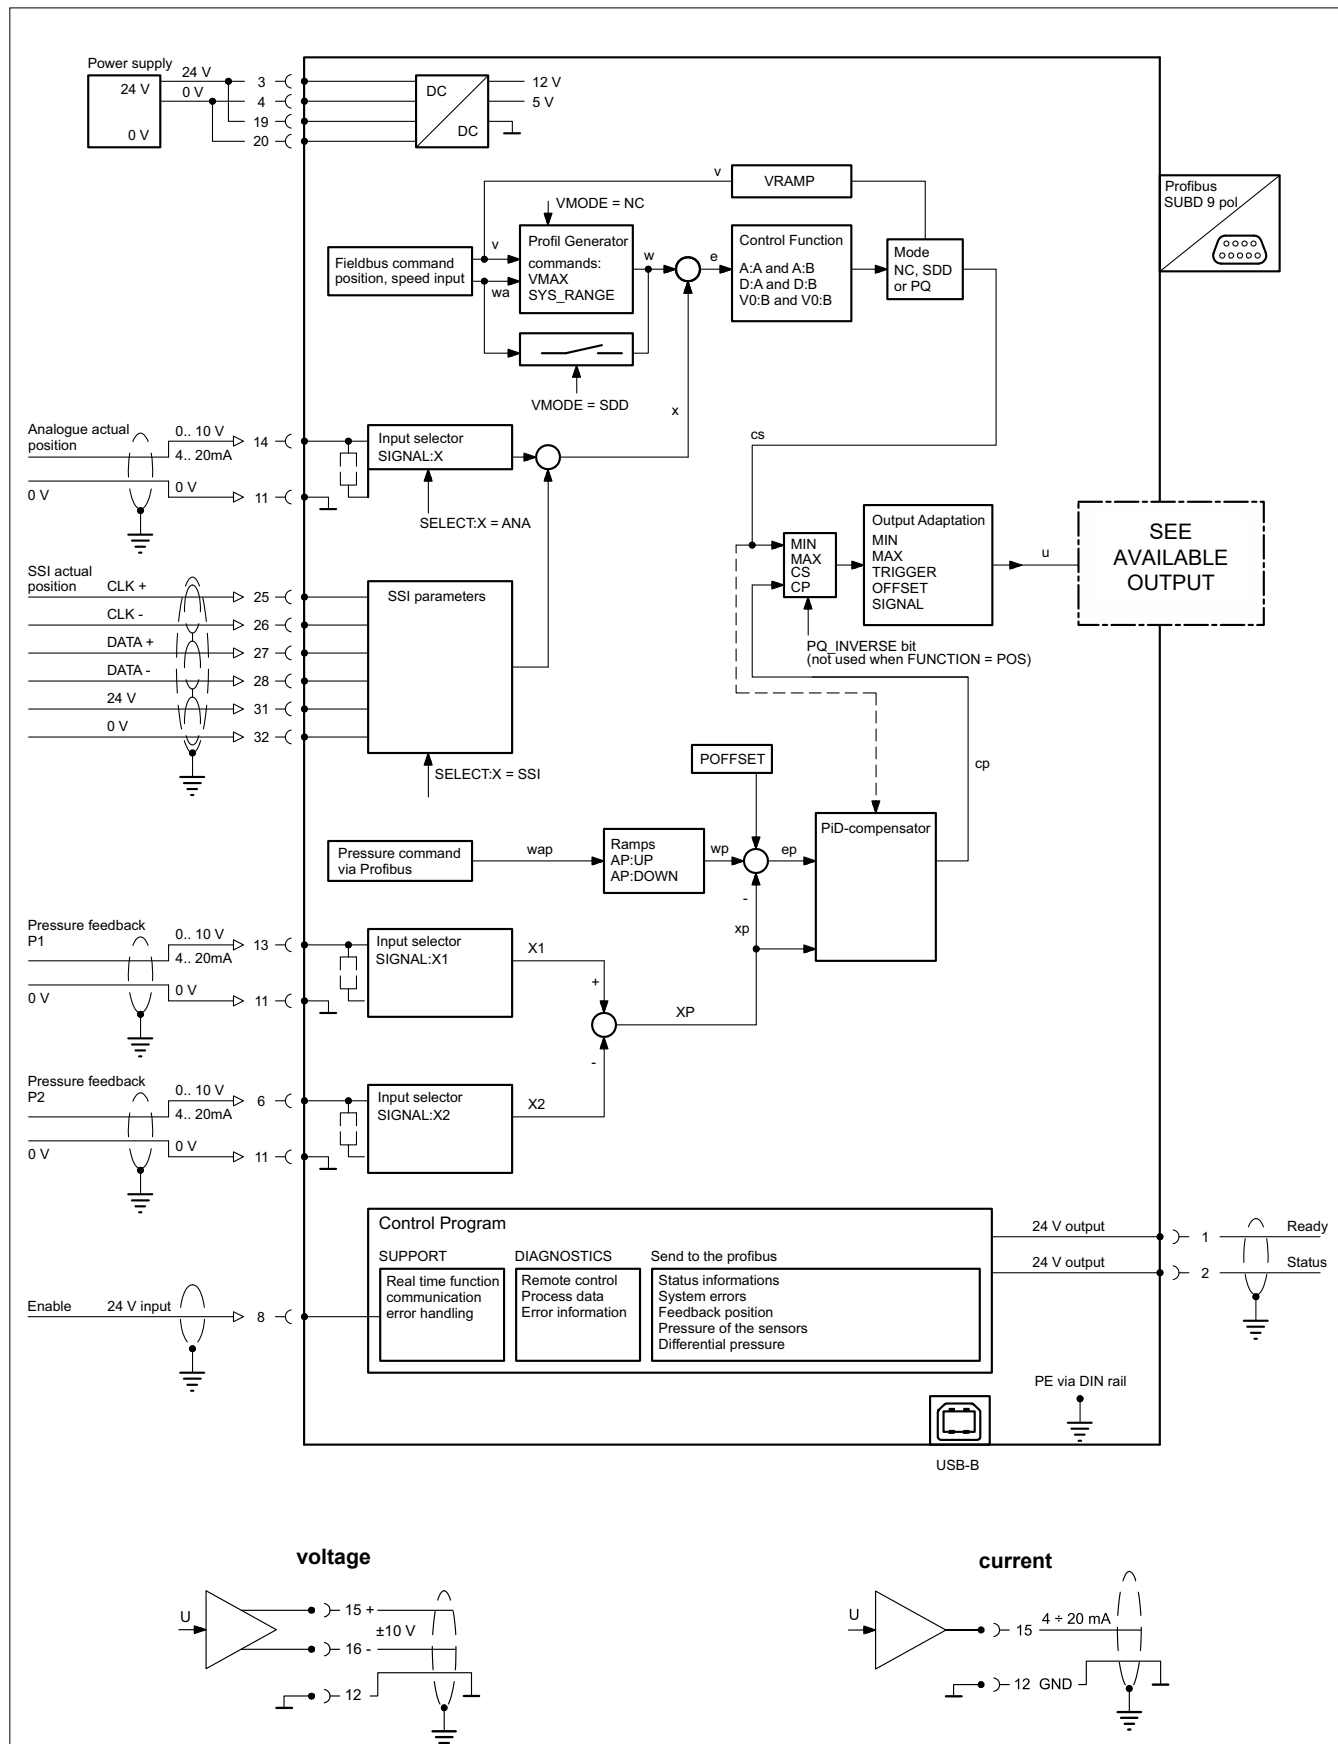 Power supply
24 V
0 V
24 V
0 V
3
4
19
20
DC
DC
12 V
5 V
Profibus
SUBD 9 pol
v
VRAMP
VMODE = NC
Fieldbus command
position, speed input
v
wa
Profil Generator
commands:
VMAX
SYS_RANGE
w
e
Control Function
A:A and A:B
D:A and D:B
V0:B and V0:B
Mode
NC, SDD
or PQ
VMODE = SDD
x
cs
Analogue actual
position
0.. 10 V
4.. 20mA
14
0 V
0 V
11
Input selector
SIGNAL:X
SELECT:X = ANA
MIN
MAX
CS
CP
Output Adaptation
MIN
MAX
TRIGGER
OFFSET
SIGNAL
u
SEE
AVAILABLE
OUTPUT
PQ_INVERSE bit
(not used when FUNCTION = POS)
SSI actual
position
CLK +
25
CLK -
26
DATA +
27
DATA -
28
24 V
31
0 V
32
SSI parameters
SELECT:X = SSI
POFFSET
cp
Pressure command
via Profibus
wap
Ramps
AP:UP
AP:DOWN
wp
ep
-
xp
PiD-compensator
Pressure feedback
P1
0.. 10 V
4.. 20mA
13
0 V
0 V
11
Input selector
SIGNAL:X1
X1
+
XP
-
Pressure feedback
P2
0.. 10 V
4.. 20mA
6
0 V
0 V
11
Input selector
SIGNAL:X2
X2
Control Program
SUPPORT
Real time function
communication
error handling
DIAGNOSTICS
Remote control
Process data
Error information
Send to the profibus
Status informations
System errors
Feedback position
Pressure of the sensors
Differential pressure
24 V output
1
Ready
24 V output
2
Status
Enable
24 V input
8
PE via DIN rail
USB-B
voltage
U
15 +
±10 V
16 -
12
current
U
15
4 ÷ 20 mA
12 GND